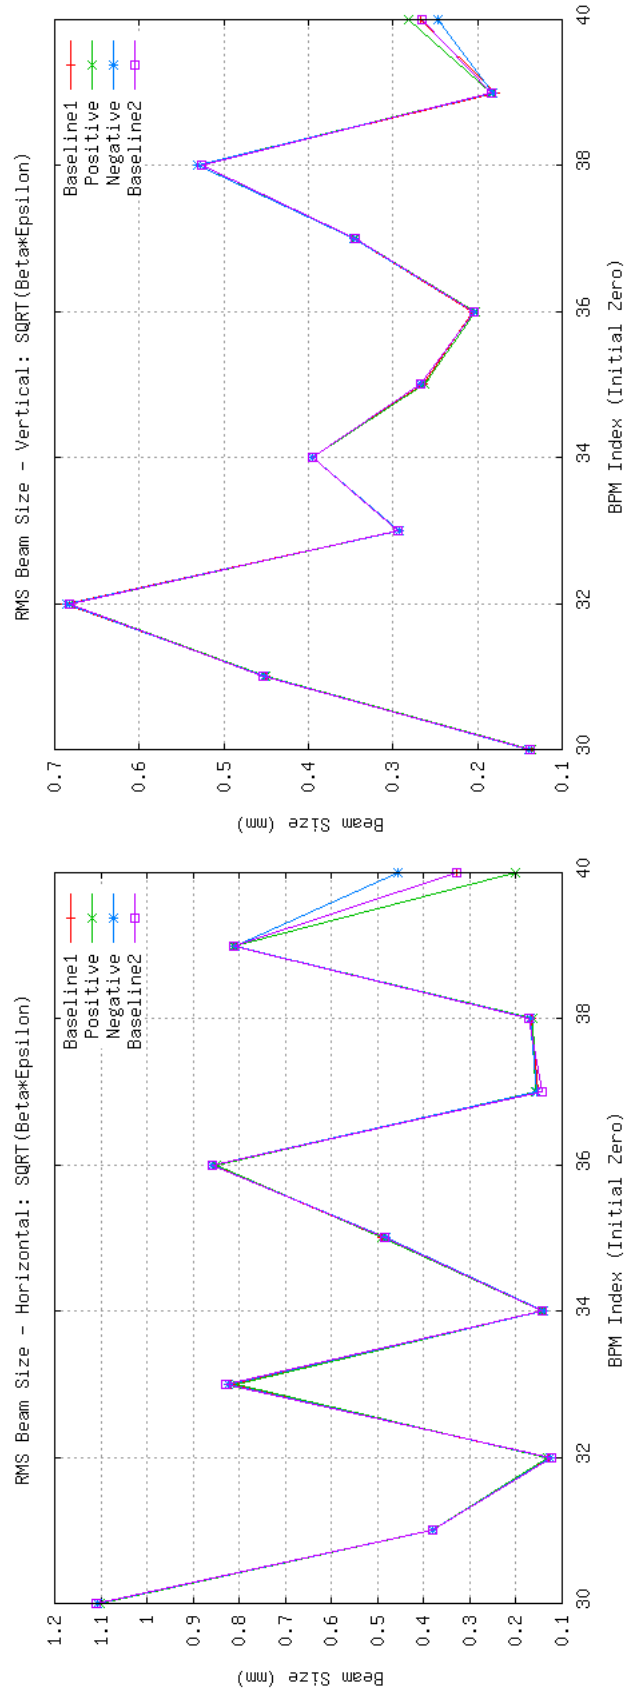 RMS Beam Size - Horizontal: SQRT(Beta*Epsilon)
Baseline1
Positive
Negative
Baseline2
Beam Size (mm)
1.2
1.1
1
0.9
0.8
0.7
0.6
0.5
0.4
0.3
0.2
0.1
30
32
34
36
38
40
BPM Index (Initial Zero)
RMS Beam Size - Vertical: SQRT(Beta*Epsilon)
Baseline1
Positive
Negative
Baseline2
Beam Size (mm)
0.7
0.6
0.5
0.4
0.3
0.2
0.1
30
32
34
36
38
40
BPM Index (Initial Zero)